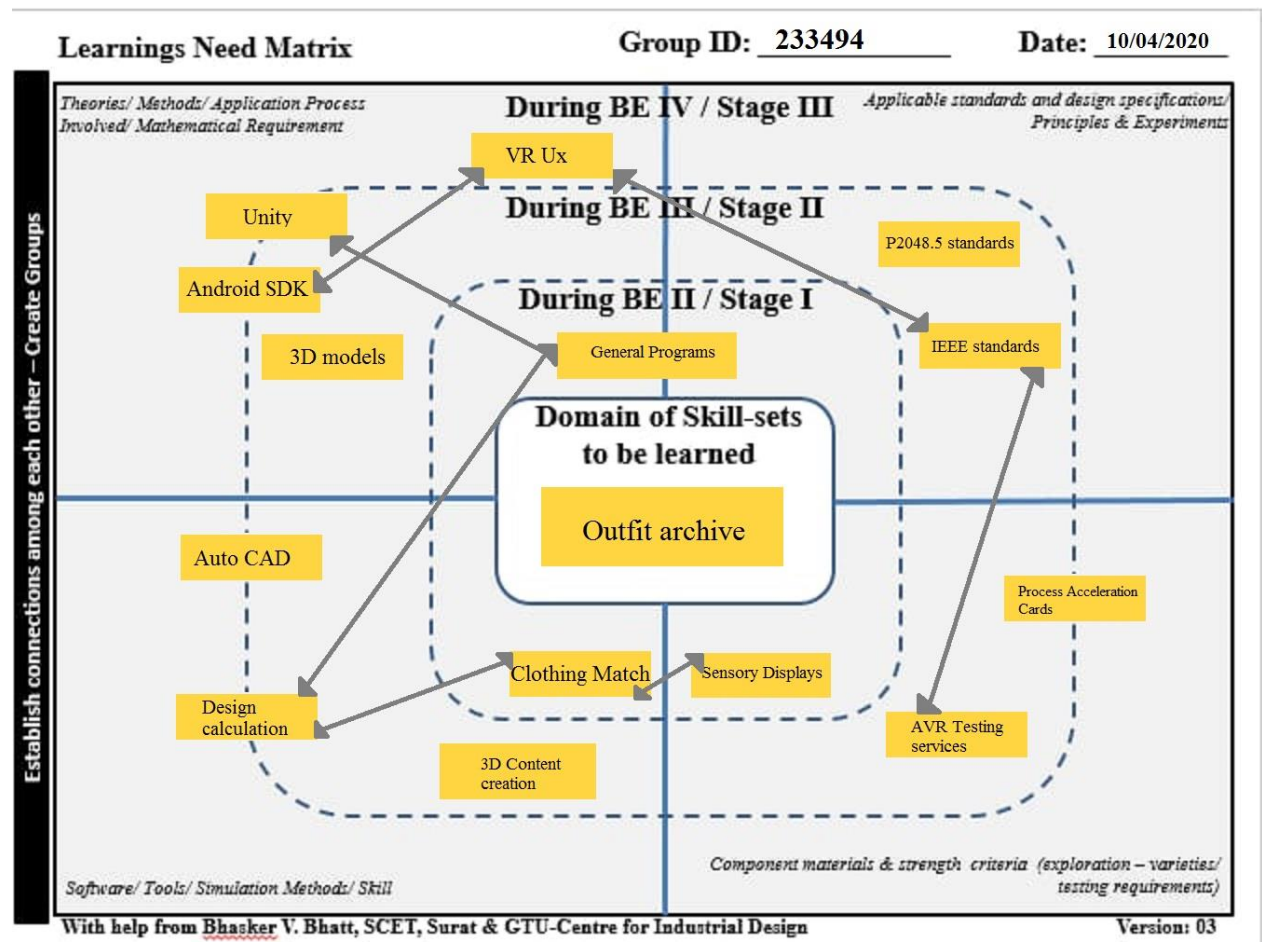 Learnings Need Matrix
Group ID: 233494
Date: 10/04/2020
Establish connections among each other – Create Groups
Theories/ Methods/ Application Process
Involved/ Mathematical Requirement
During BE IV / Stage III
Applicable standards and design specifications/
Principles & Experiments
VR Ux
Unity
During BE III / Stage II
P2048.5 standards
Android SDK
During BE II / Stage I
3D models
General Programs
IEEE standards
Domain of Skill-sets
to be learned
Outfit archive
Auto CAD
Process Acceleration
Cards
Clothing Match
Sensory Displays
Design
calculation
AVR Testing
services
3D Content
creation
Software/ Tools/ Simulation Methods/ Skill
Component materials & strength criteria (exploration – varieties/
testing requirements)
With help from Bhasker V. Bhatt, SCET, Surat & GTU-Centre for Industrial Design
Version: 03